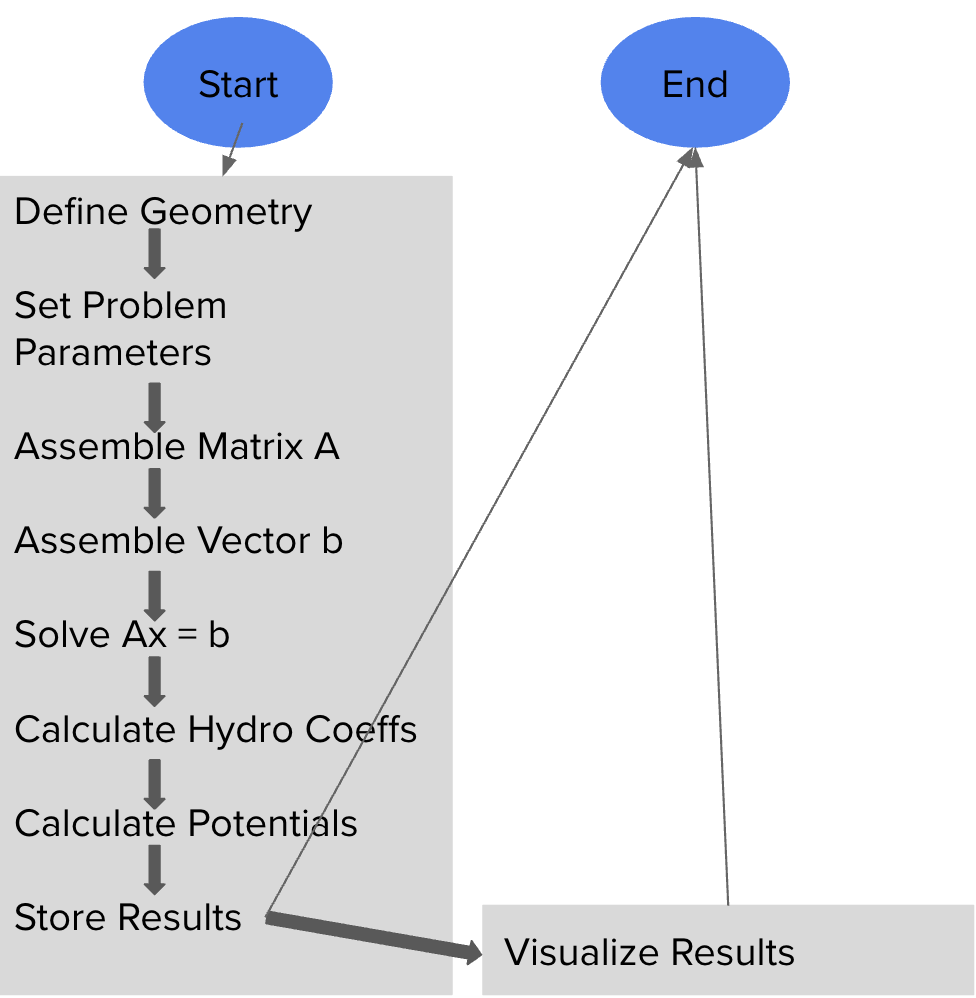 Start
End
Define Geometry
Set Problem
Parameters
Assemble Matrix A
Assemble Vector b
Solve Ax = b
Calculate Hydro Coeffs
Calculate Potentials
Store Results
Visualize Results